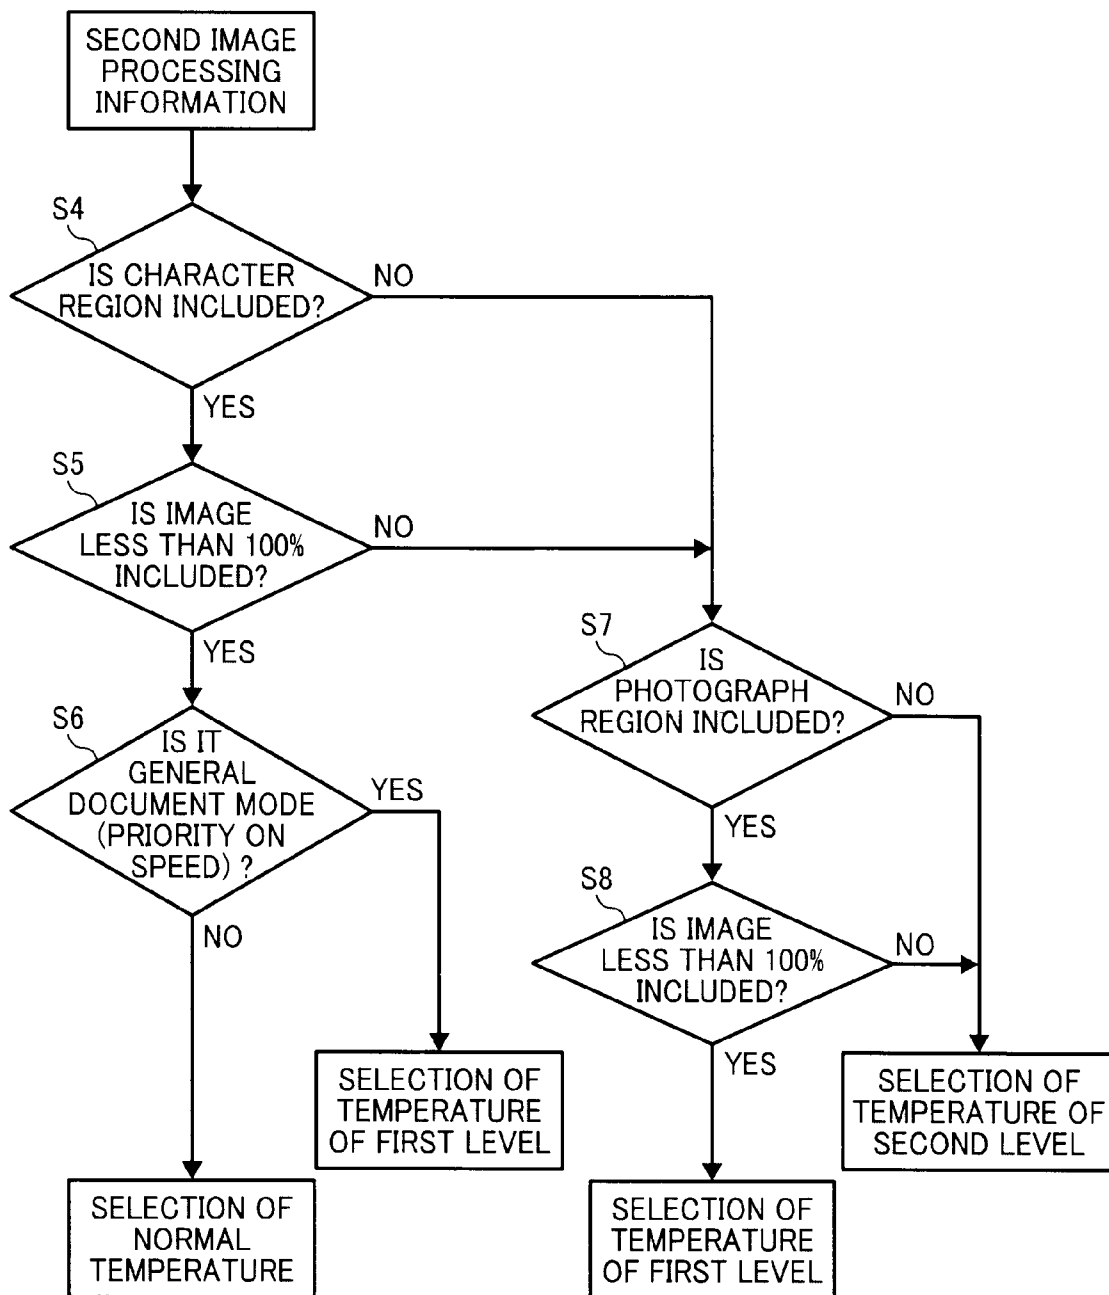 SECOND IMAGE
PROCESSING
INFORMATION
S4
IS CHARACTER
REGION INCLUDED?
NO
YES
S5
IS IMAGE
LESS THAN 100%
INCLUDED?
NO
YES
S6
IS IT
GENERAL
DOCUMENT MODE
(PRIORITY ON
SPEED) ?
YES
NO
S7
IS
PHOTOGRAPH
REGION INCLUDED?
NO
YES
S8
IS IMAGE
LESS THAN 100%
INCLUDED?
NO
YES
SELECTION OF
TEMPERATURE
OF FIRST LEVEL
SELECTION OF
TEMPERATURE OF
SECOND LEVEL
SELECTION OF
NORMAL
TEMPERATURE
SELECTION OF
TEMPERATURE
OF FIRST LEVEL